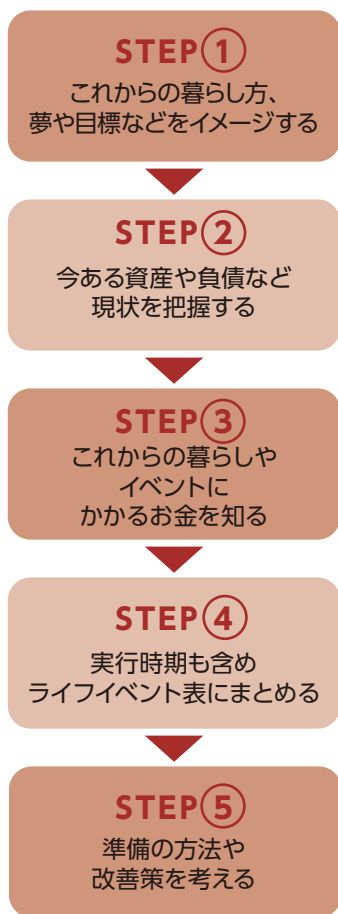 STEP①
これからの暮らし方、
夢や目標などをイメージする
STEP②
今ある資産や負債など
現状を把握する
STEP③
これからの暮らしや
イベントに
かかるお金を知る
STEP④
実行時期も含め
ライフイベント表にまとめる
STEP⑤
準備の方法や
改善策を考える